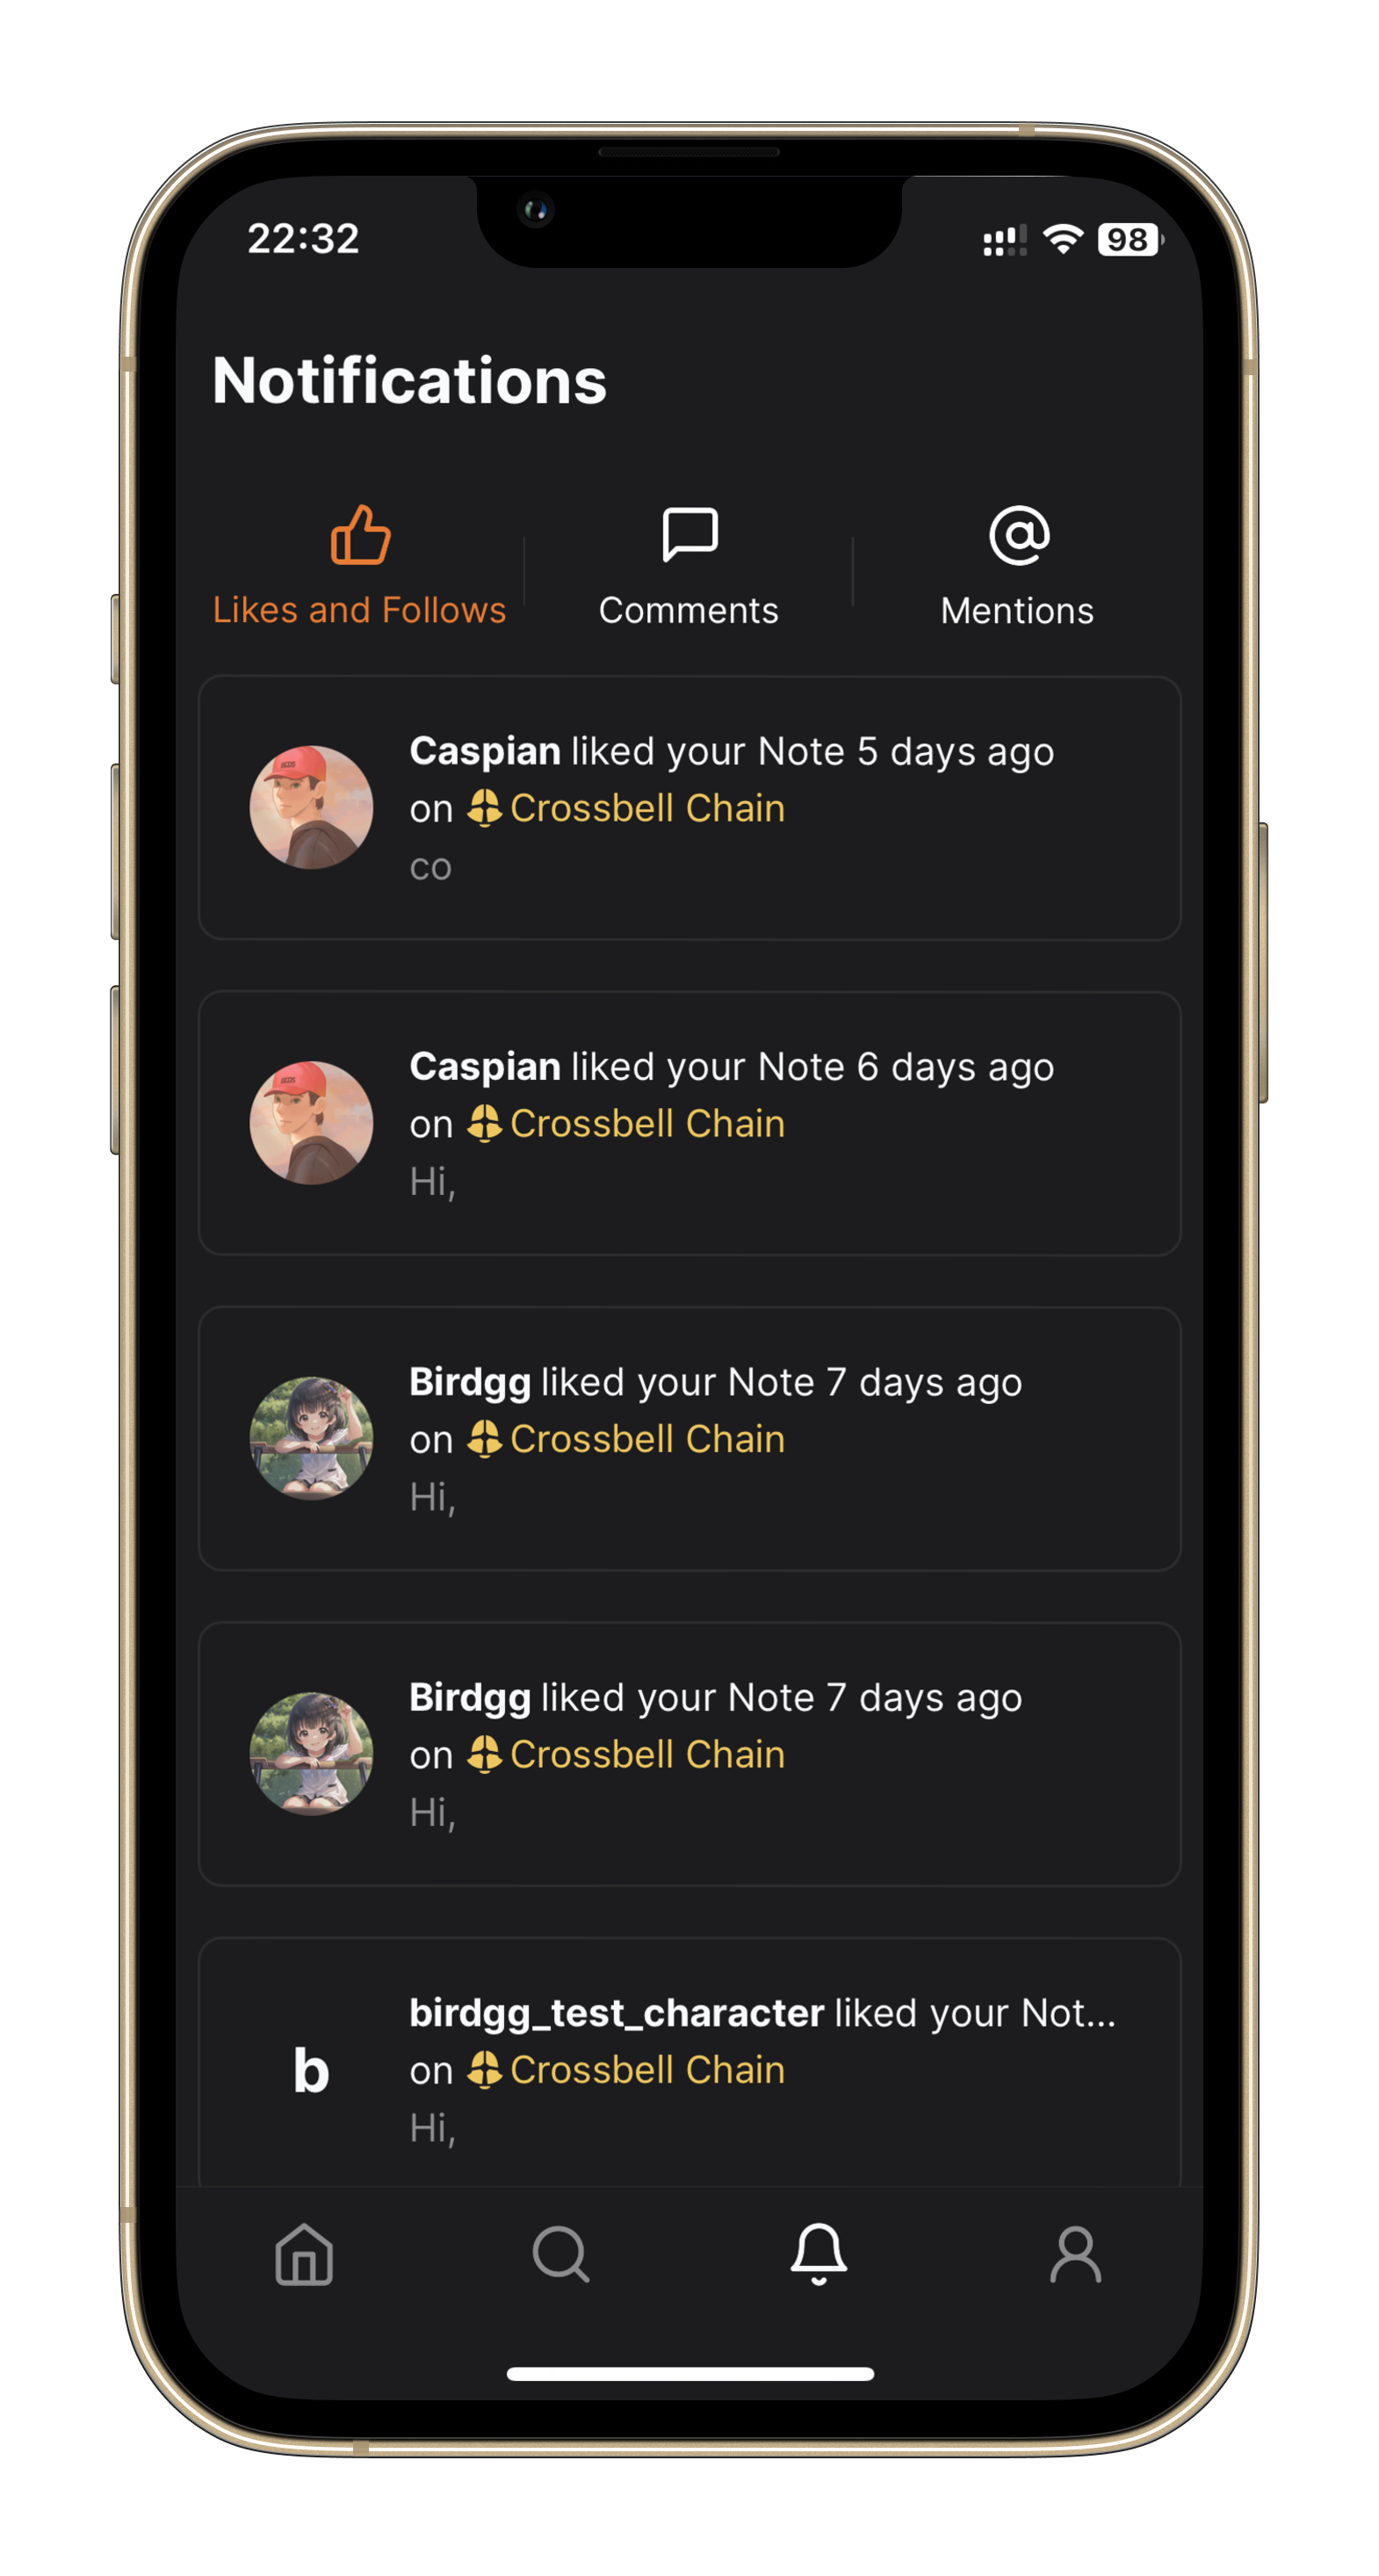 22:32
98
Notifications
Likes and Follows
Comments
Mentions
Caspian liked your Note 5 days ago
on Crossbell Chain
co
Caspian liked your Note 6 days ago
on Crossbell Chain
Hi,
Birdgg liked your Note 7 days ago
on Crossbell Chain
Hi,
Birdgg liked your Note 7 days ago
on Crossbell Chain
Hi,
b
birdgg_test_character liked your Not...
on Crossbell Chain
Hi,